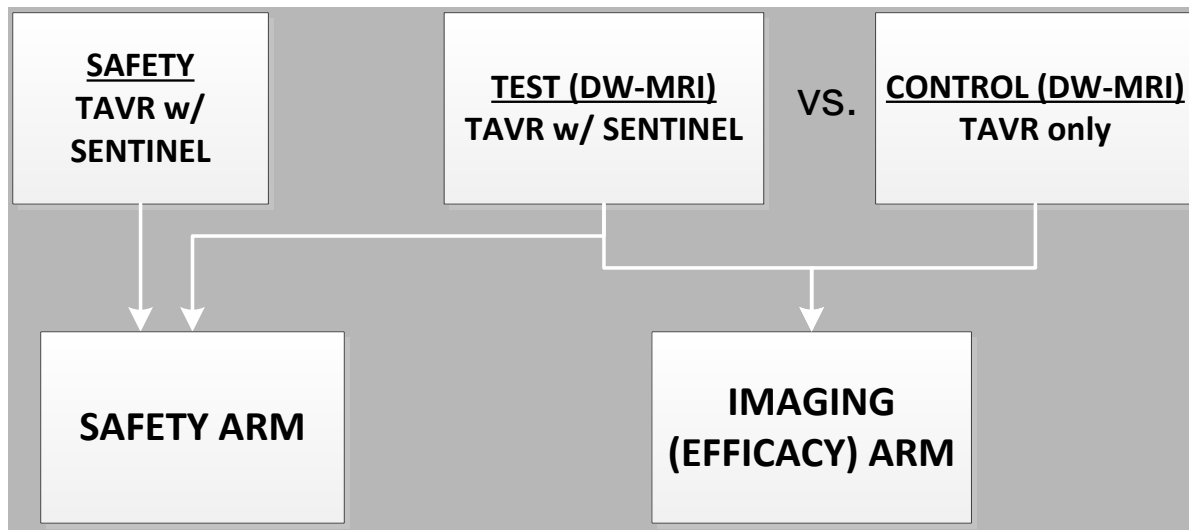 SAFETY
TAVR w/
SENTINEL
TEST (DW-MRI)
TAVR w/ SENTINEL
vs.
CONTROL (DW-MRI)
TAVR only
SAFETY ARM
IMAGING
(EFFICACY) ARM